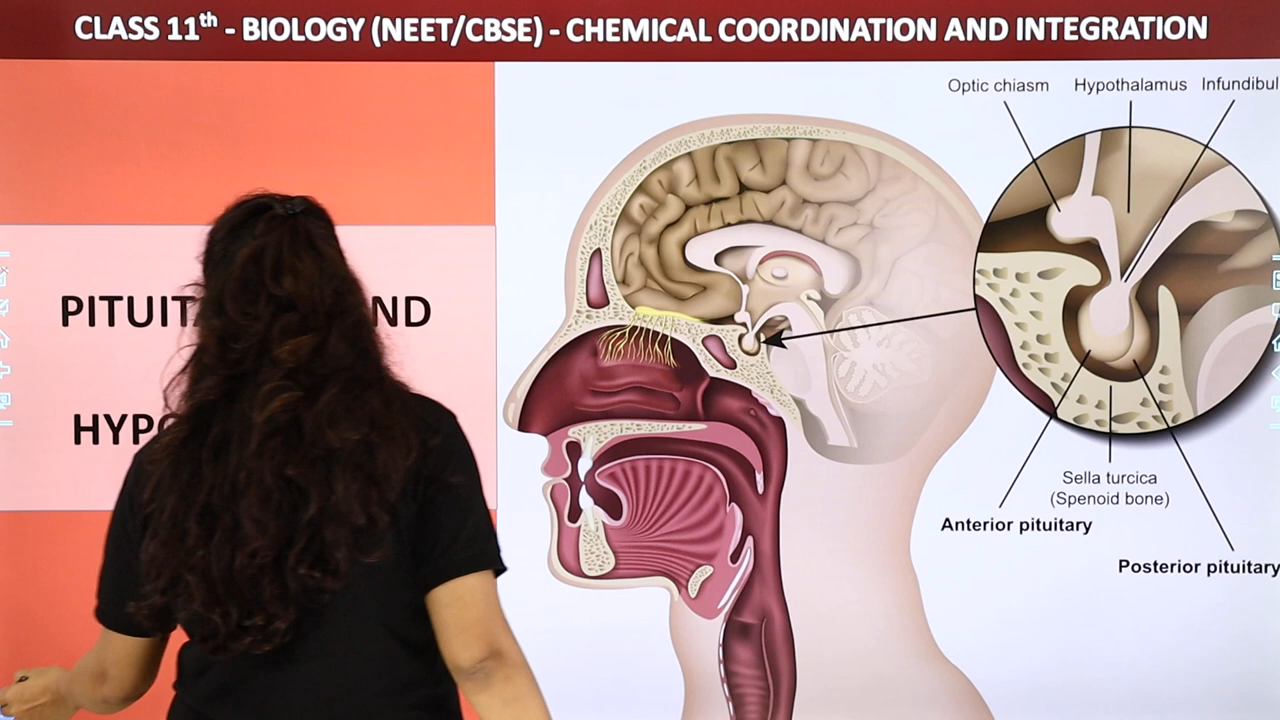 CLASS 11th - BIOLOGY (NEET/CBSE) - CHEMICAL COORDINATION AND INTEGRATION
Optic chiasm Hypothalamus Infundibul
PITUIT ND
HYPO
Sella turcica
(Spenoid bone)
Anterior pituitary
Posterior pituitary